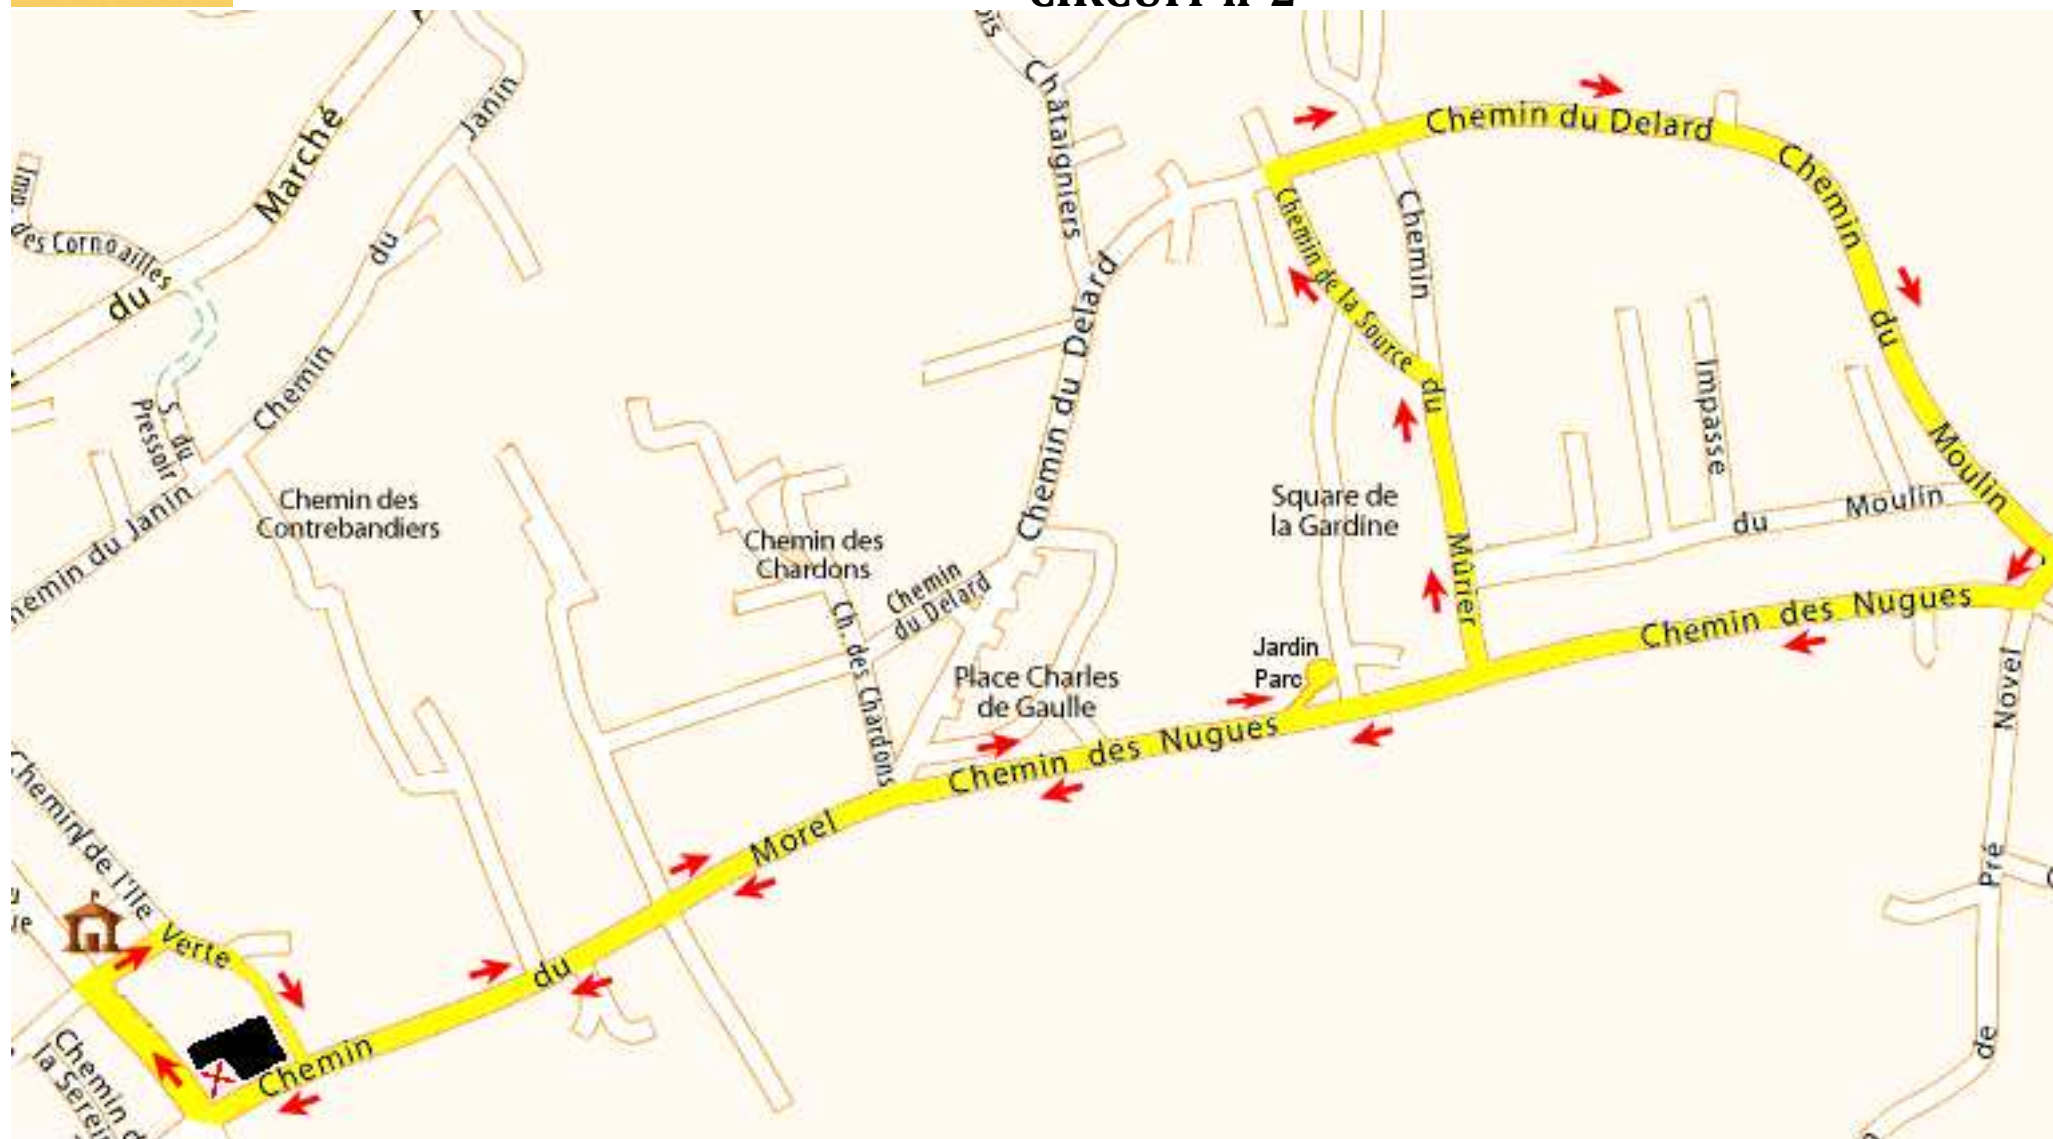 CIRCUIT n°2
Marché
du
Janin
du
Chemin
Chemin du Janin
Imp.
des Cornoailles
S. du
Pressoir
Chemin des
Contrebandiers
Châtaigniers
Chemin du Delard
Chemin des
Chardons
Chemin
du Delard
Ch. des Chardons
Place Charles
de Gaulle
Chemin du Delard
Chemin
du
Moulin
Chemin de la Source
Chemin
du
Mûrier
Square de
la Gardine
Impasse
du Moulin
Jardin
Parc
Chemin des Nugues
Chemin des Nugues
Novel
Pré
de
Morel
du
Chemin
Chemin de l'Ile
Verte
Chemin d
la Serein